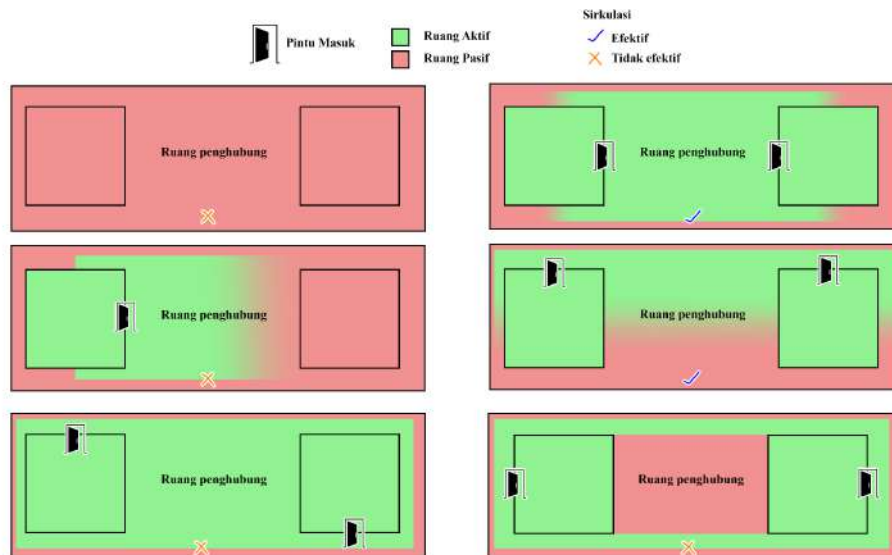 Sirkulasi
Pintu Masuk
Ruang Aktif
Efektif
Ruang Pasif
Tidak efektif
Ruang penghubung
Ruang penghubung
Ruang penghubung
Ruang penghubung
Ruang penghubung
Ruang penghubung